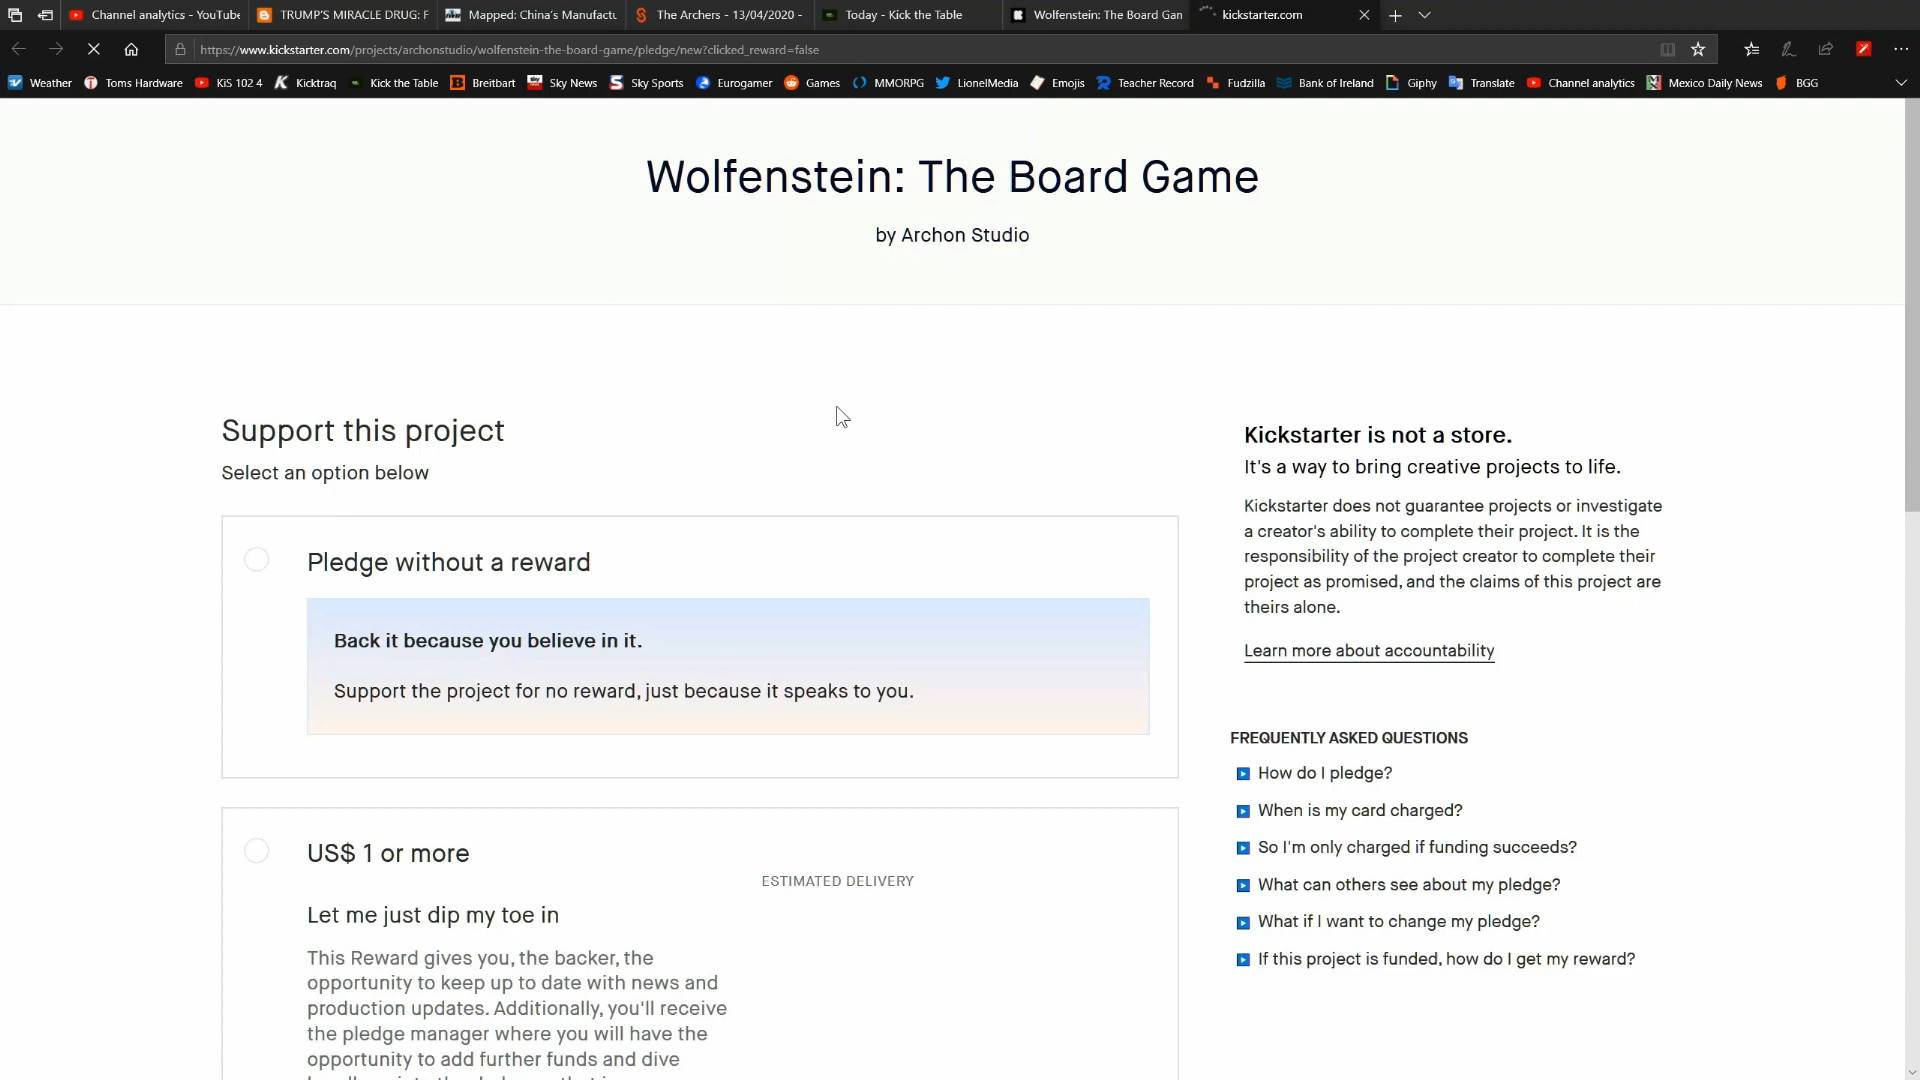 Channel analytics - YouTube
TRUMP'S MIRACLE DRUG: F
Mapped: China's Manufactu
The Archers - 13/04/2020 -
Today - Kick the Table
Wolfenstein: The Board Gan
kickstarter.com
https://www.kickstarter.com/projects/archonstudio/wolfenstein-the-board-game/pledge/new?clicked_reward=false
Weather Toms Hardware KiS 102 4 Kicktraq Kick the Table Breitbart Sky News Sky Sports Eurogamer Games MMORPG LionelMedia Emojis Teacher Record Fudzilla Bank of Ireland Giphy Translate Channel analytics Mexico Daily News BGG
Wolfenstein: The Board Game
by Archon Studio
Support this project
Select an option below
Pledge without a reward
Back it because you believe in it.
Support the project for no reward, just because it speaks to you.
US$ 1 or more
ESTIMATED DELIVERY
Let me just dip my toe in
This Reward gives you, the backer, the
opportunity to keep up to date with news and
production updates. Additionally, you'll receive
the pledge manager where you will have the
opportunity to add further funds and dive
Kickstarter is not a store.
It's a way to bring creative projects to life.
Kickstarter does not guarantee projects or investigate
a creator's ability to complete their project. It is the
responsibility of the project creator to complete their
project as promised, and the claims of this project are
theirs alone.
Learn more about accountability
FREQUENTLY ASKED QUESTIONS
How do I pledge?
When is my card charged?
So I'm only charged if funding succeeds?
What can others see about my pledge?
What if I want to change my pledge?
If this project is funded, how do I get my reward?